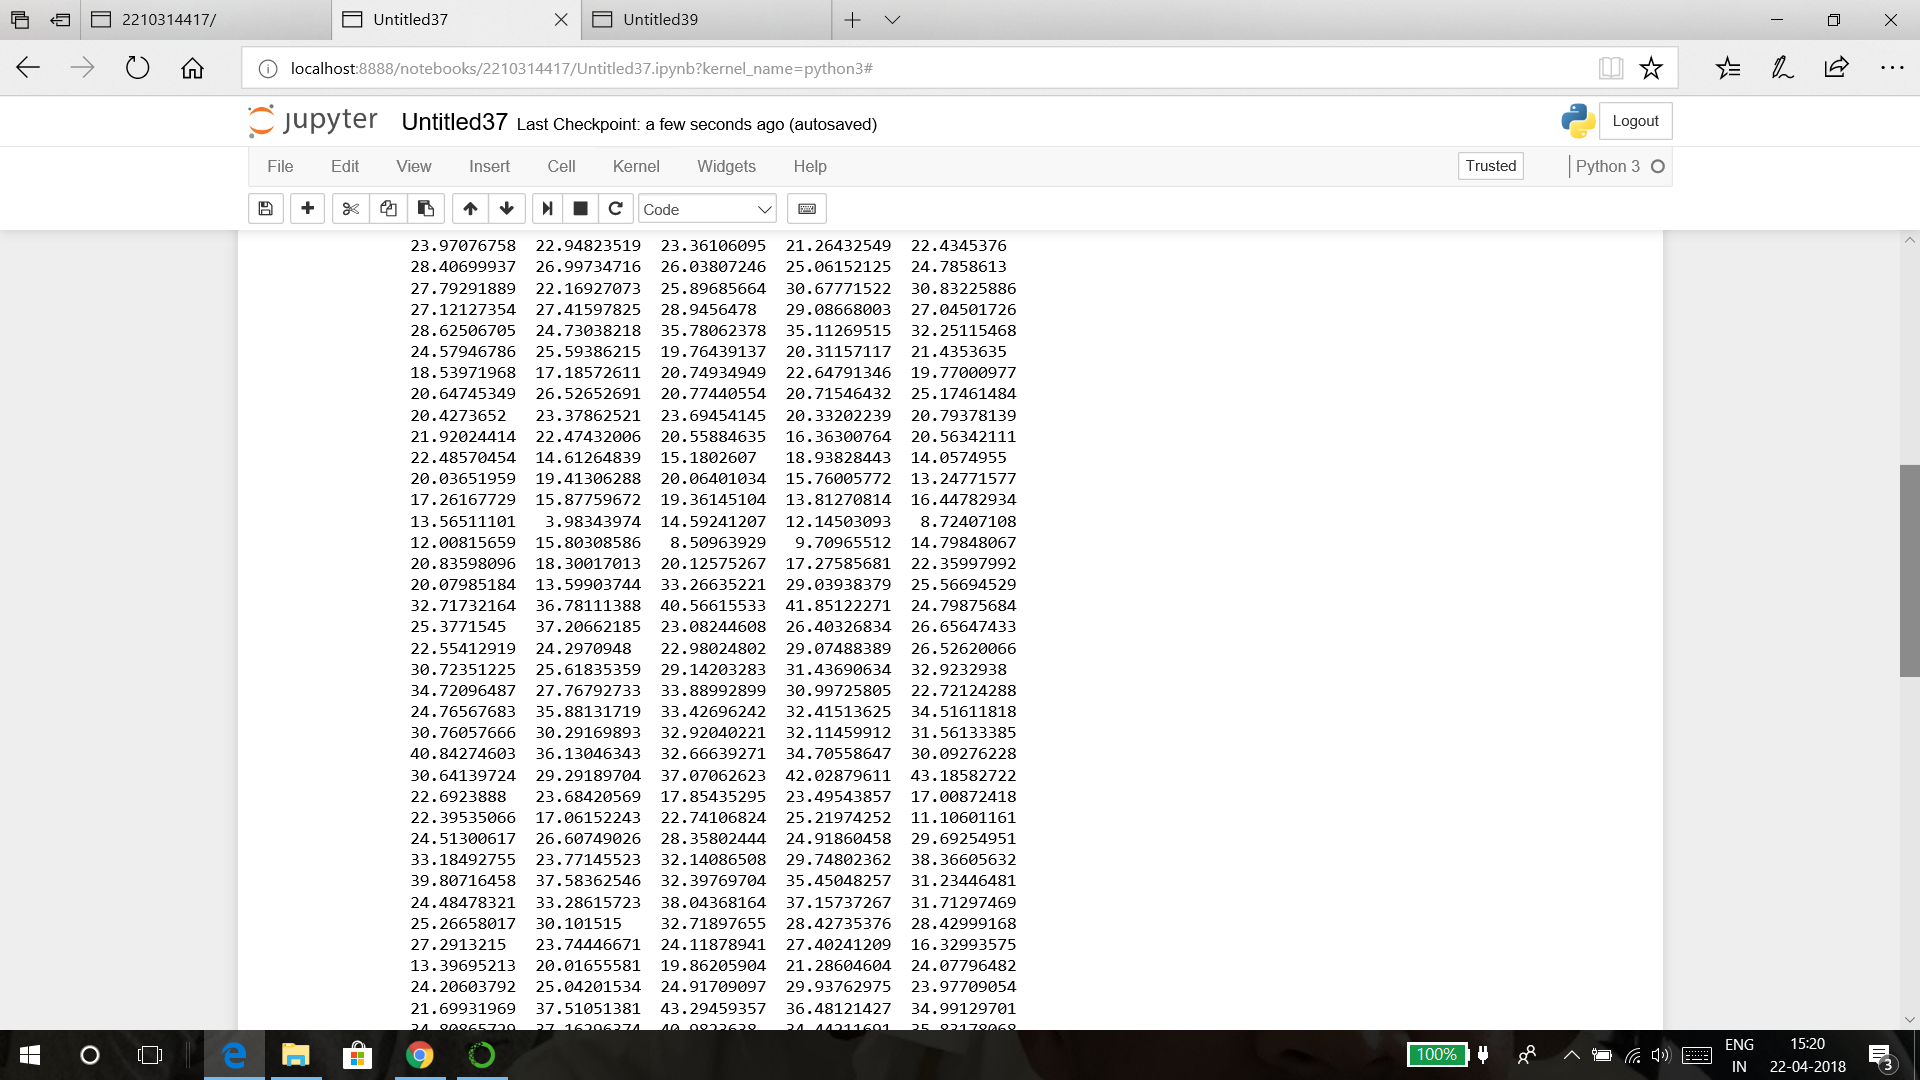 2210314417/ Untitled37 Untitled39
localhost:8888/notebooks/2210314417/Untitled37.ipynb?kernel_name=python3#
jupyter Untitled37 Last Checkpoint: a few seconds ago (autosaved) Logout
File Edit View Insert Cell Kernel Widgets Help Trusted Python 3
Code
23.97076758 22.94823519 23.36106095 21.26432549 22.4345376
28.40699937 26.99734716 26.03807246 25.06152125 24.7858613
27.79291889 22.16927073 25.89685664 30.67771522 30.83225886
27.12127354 27.41597825 28.9456478 29.08668003 27.04501726
28.62506705 24.73038218 35.78062378 35.11269515 32.25115468
24.57946786 25.59386215 19.76439137 20.31157117 21.4353635
18.53971968 17.18572611 20.74934949 22.64791346 19.77000977
20.64745349 26.52652691 20.77440554 20.71546432 25.17461484
20.4273652 23.37862521 23.69454145 20.33202239 20.79378139
21.92024414 22.47432006 20.55884635 16.36300764 20.56342111
22.48570454 14.61264839 15.1802607 18.93828443 14.0574955
20.03651959 19.41306288 20.06401034 15.76005772 13.24771577
17.26167729 15.87759672 19.36145104 13.81270814 16.44782934
13.56511101 3.98343974 14.59241207 12.14503093 8.72407108
12.00815659 15.80308586 8.50963929 9.70965512 14.79848067
20.83598096 18.30017013 20.12575267 17.27585681 22.35997992
20.07985184 13.59903744 33.26635221 29.03938379 25.56694529
32.71732164 36.78111388 40.56615533 41.85122271 24.79875684
25.3771545 37.20662185 23.08244608 26.40326834 26.65647433
22.55412919 24.2970948 22.98024802 29.07488389 26.52620066
30.72351225 25.61835359 29.14203283 31.43690634 32.9232938
34.72096487 27.76792733 33.88992899 30.99725805 22.72124288
24.76567683 35.88131719 33.42696242 32.41513625 34.51611818
30.76057666 30.29169893 32.92040221 32.11459912 31.56133385
40.84274603 36.13046343 32.66639271 34.70558647 30.09276228
30.64139724 29.29189704 37.07062623 42.02879611 43.18582722
22.6923888 23.68420569 17.85435295 23.49543857 17.00872418
22.39535066 17.06152243 22.74106824 25.21974252 11.10601161
24.51300617 26.60749026 28.35802444 24.91860458 29.69254951
33.18492755 23.77145523 32.14086508 29.74802362 38.36605632
39.80716458 37.58362546 32.39769704 35.45048257 31.23446481
24.48478321 33.28615723 38.04368164 37.15737267 31.71297469
25.26658017 30.101515 32.71897655 28.42735376 28.42999168
27.2913215 23.74446671 24.11878941 27.40241209 16.32993575
13.39695213 20.01655581 19.86205904 21.28604604 24.07796482
24.20603792 25.04201534 24.91709097 29.93762975 23.97709054
21.69931969 37.51051381 43.29459357 36.48121427 34.99129701
34.80865729 37.16296374 40.9823638 34.44211691 35.83178068
100% ENG 15:20
IN 22-04-2018 3